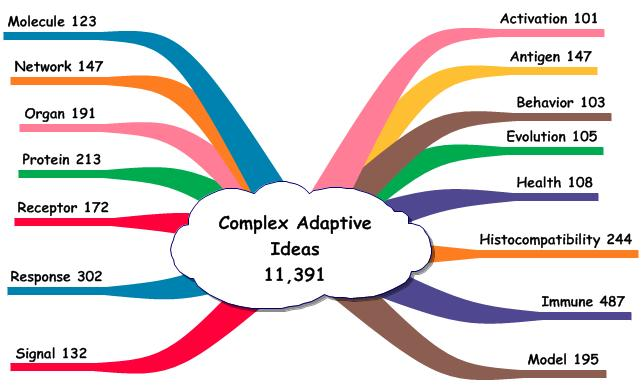 Molecule 123
Network 147
Organ 191
Protein 213
Receptor 172
Response 302
Signal 132
Complex Adaptive
Ideas
11,391
Activation 101
Antigen 147
Behavior 103
Evolution 105
Health 108
Histocompatibility 244
Immune 487
Model 195